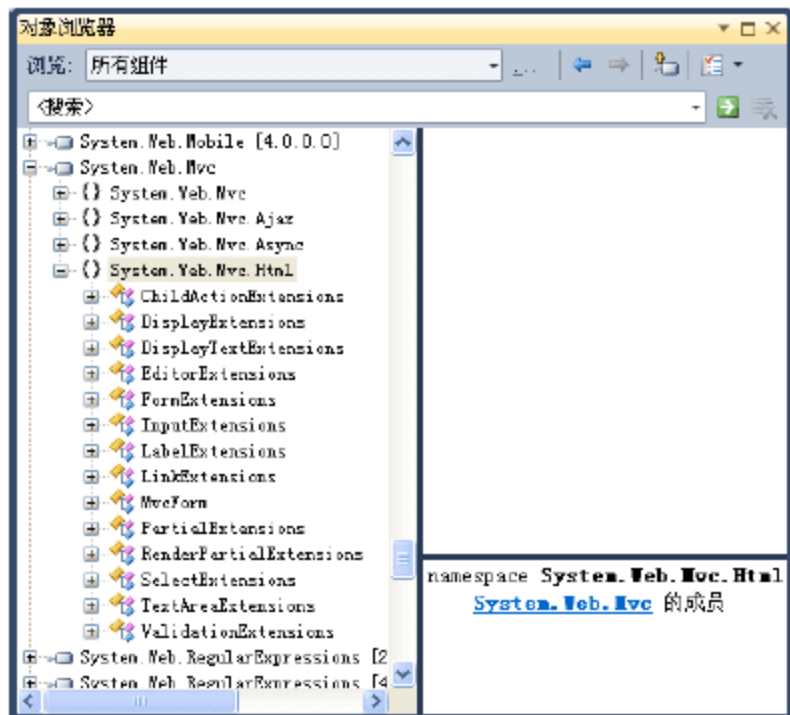 对象浏览器
浏览: 所有组件
...
<搜索>
System.Web.Mobile [4.0.0.0]
System.Web.Mvc
{} System.Web.Mvc
{} System.Web.Mvc.Ajax
{} System.Web.Mvc.Async
{} System.Web.Mvc.Html
ChildActionExtensions
DisplayExtensions
DisplayTextExtensions
EditorExtensions
FormExtensions
InputExtensions
LabelExtensions
LinkExtensions
MvcForm
PartialExtensions
RenderPartialExtensions
SelectExtensions
TextAreaExtensions
ValidationExtensions
System.Web.RegularExpressions [2
System.Web.RegularExpressions [4
namespace System.Web.Mvc.Html
System.Web.Mvc 的成员